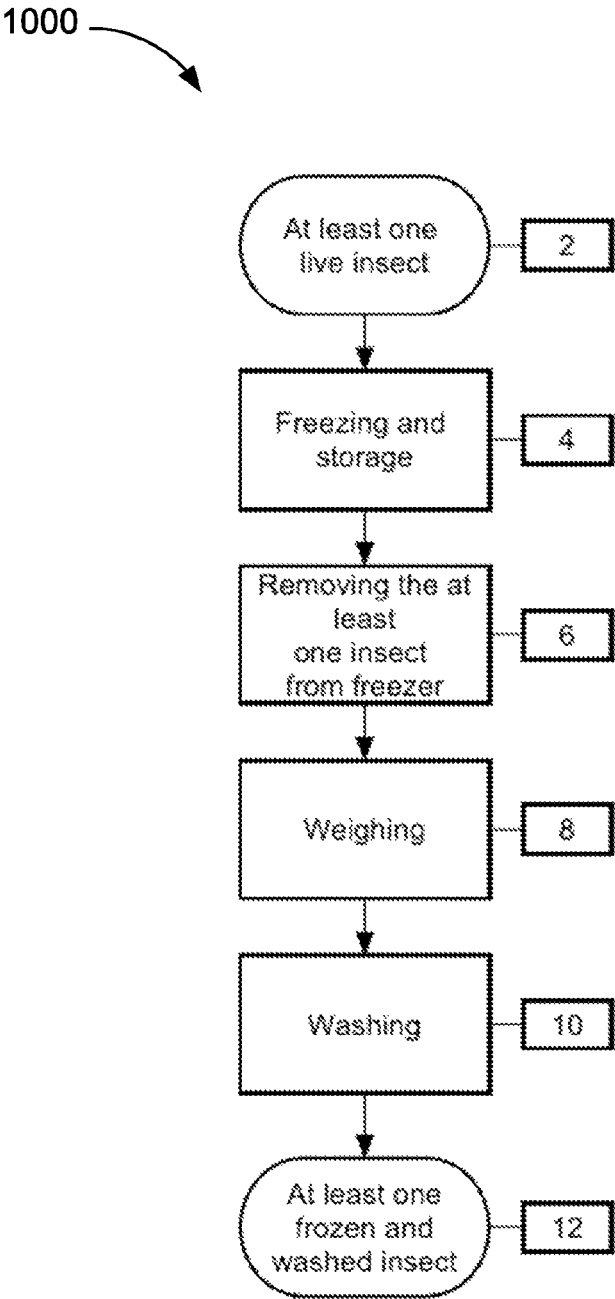 1000
At least one
live insect
2
Freezing and
storage
4
Removing the at
least
one insect
from freezer
6
Weighing
8
Washing
10
At least one
frozen and
washed insect
12